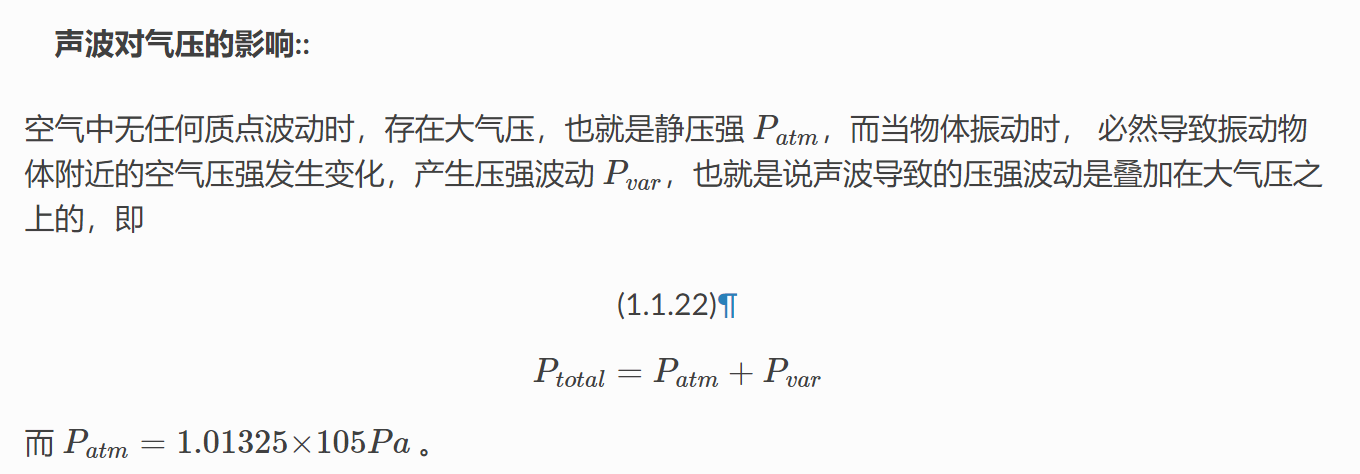 声波对气压的影响::
空气中无任何质点波动时，存在大气压，也就是静压强 P_{atm}，而当物体振动时， 必然导致振动物
体附近的空气压强发生变化，产生压强波动 P_{var}，也就是说声波导致的压强波动是叠加在大气压之
上的，即
(1.1.22)¶
P_{total} = P_{atm} + P_{var}
而 P_{atm} = 1.01325×105Pa 。